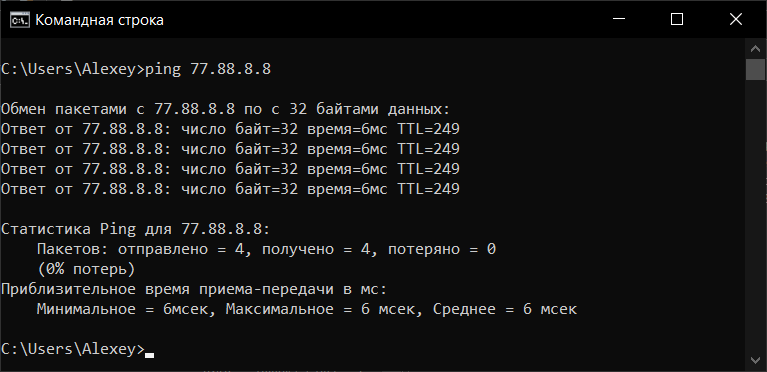 Командная строка
C:\Users\Alexey>ping 77.88.8.8
Обмен пакетами с 77.88.8.8 по с 32 байтами данных:
Ответ от 77.88.8.8: число байт=32 время=6мс TTL=249
Ответ от 77.88.8.8: число байт=32 время=6мс TTL=249
Ответ от 77.88.8.8: число байт=32 время=6мс TTL=249
Ответ от 77.88.8.8: число байт=32 время=6мс TTL=249
Статистика Ping для 77.88.8.8:
Пакетов: отправлено = 4, получено = 4, потеряно = 0
(0% потерь)
Приблизительное время приема-передачи в мс:
Минимальное = 6мсек, Максимальное = 6 мсек, Среднее = 6 мсек
C:\Users\Alexey>